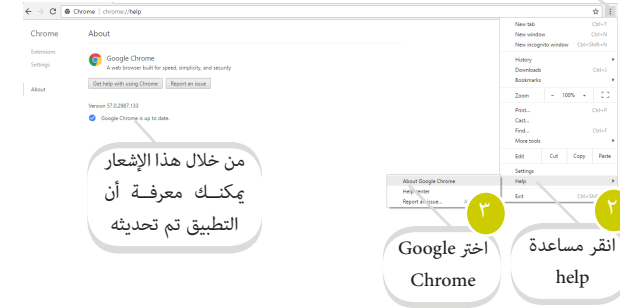 Chrome | chrome://help
Chrome
About
New tab Ctrl+T
New window Ctrl+N
New incognito window Ctrl+Shift+N
Extensions
Settings
About
Google Chrome
A web browser built for speed, simplicity, and security
Get help with using Chrome Report an issue
Version 57.0.2987.133
Google Chrome is up to date.
History
Downloads Ctrl+J
Bookmarks
Zoom - 100% +
Print... Ctrl+P
Cast...
Find... Ctrl+F
More tools
Edit Cut Copy Paste
Settings
Help
Exit
About Google Chrome
Help center
Report an issue...
من خلال هذا الإشعار
يمكنك معرفة أن
التطبيق تم تحديثه
٣
اختر Google
Chrome
٢
انقر مساعدة
help